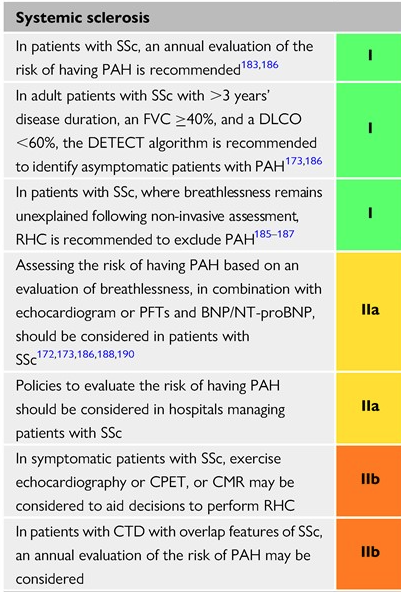 Systemic sclerosis
In patients with SSc, an annual evaluation of the
risk of having PAH is recommended183,186
I
In adult patients with SSc with >3 years'
disease duration, an FVC ≥40%, and a DLCO
<60%, the DETECT algorithm is recommended
to identify asymptomatic patients with PAH173,186
I
In patients with SSc, where breathlessness remains
unexplained following non-invasive assessment,
RHC is recommended to exclude PAH185–187
I
Assessing the risk of having PAH based on an
evaluation of breathlessness, in combination with
echocardiogram or PFTs and BNP/NT-proBNP,
should be considered in patients with
SSc172,173,186,188,190
IIa
Policies to evaluate the risk of having PAH
should be considered in hospitals managing
patients with SSc
IIa
In symptomatic patients with SSc, exercise
echocardiography or CPET, or CMR may be
considered to aid decisions to perform RHC
IIb
In patients with CTD with overlap features of SSc,
an annual evaluation of the risk of PAH may be
considered
IIb